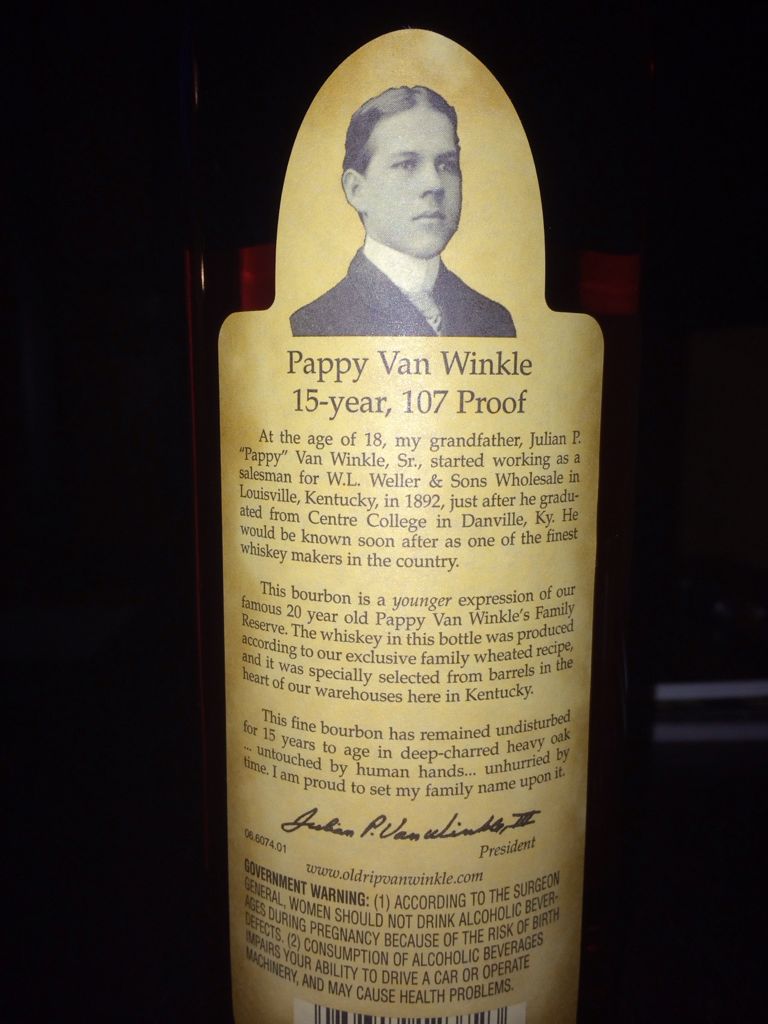 Pappy Van Winkle
15-year, 107 Proof
At the age of 18, my grandfather, Julian P.
"Pappy" Van Winkle, Sr., started working as a
salesman for W.L. Weller & Sons Wholesale in
Louisville, Kentucky, in 1892, just after he gradu-
ated from Centre College in Danville, Ky. He
would be known soon after as one of the finest
whiskey makers in the country.
This bourbon is a younger expression of our
famous 20 year old Pappy Van Winkle's Family
Reserve. The whiskey in this bottle was produced
according to our exclusive family wheated recipe,
and it was specially selected from barrels in the
heart of our warehouses here in Kentucky.
This fine bourbon has remained undisturbed
for 15 years to age in deep-charred heavy oak
... untouched by human hands... unhurried by
time. I am proud to set my family name upon it.
Julian P. Van Winkle, III
06.6074.01
President
www.oldripvanwinkle.com
GOVERNMENT WARNING: (1) ACCORDING TO THE SURGEON
GENERAL, WOMEN SHOULD NOT DRINK ALCOHOLIC BEVER-
AGES DURING PREGNANCY BECAUSE OF THE RISK OF BIRTH
DEFECTS. (2) CONSUMPTION OF ALCOHOLIC BEVERAGES
IMPAIRS YOUR ABILITY TO DRIVE A CAR OR OPERATE
MACHINERY, AND MAY CAUSE HEALTH PROBLEMS.